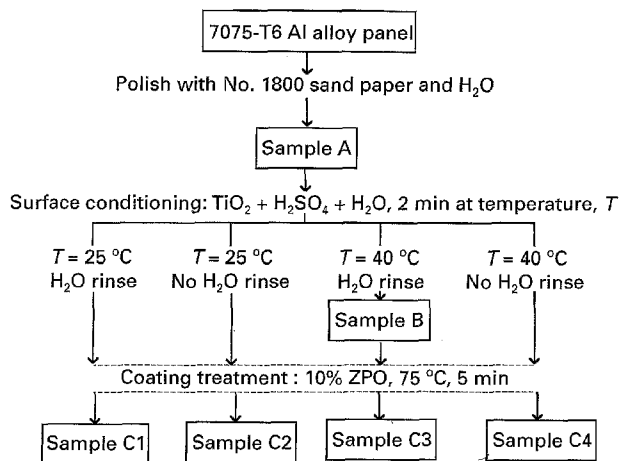 7075-T6 Al alloy panel
Polish with No. 1800 sand paper and H₂O
Sample A
Surface conditioning: TiO₂ + H₂SO₄ + H₂O, 2 min at temperature, T
T = 25 °C T = 25 °C T = 40 °C T = 40 °C
H₂O rinse No H₂O rinse H₂O rinse No H₂O rinse
Sample B
Coating treatment : 10% ZPO, 75 °C, 5 min
Sample C1 Sample C2 Sample C3 Sample C4